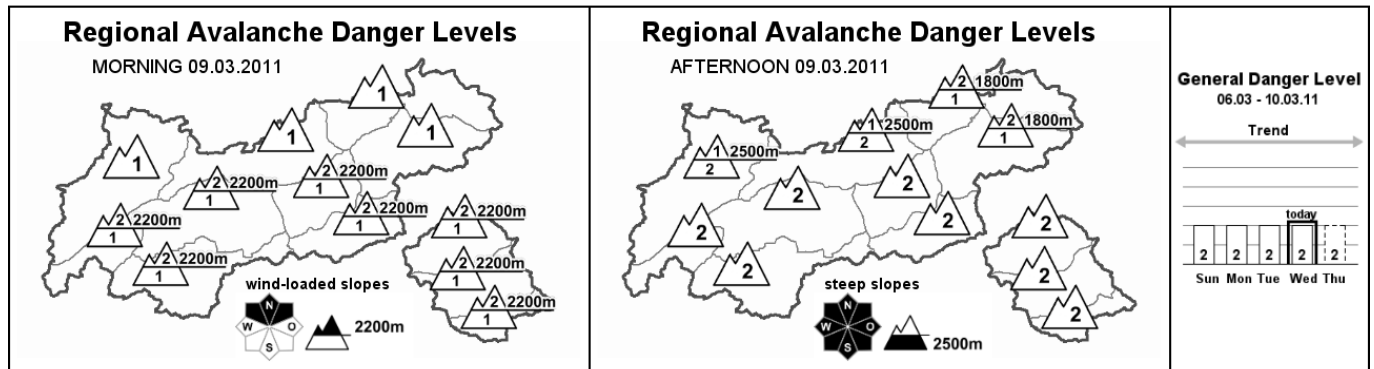 Regional Avalanche Danger Levels
MORNING 09.03.2011
1
1
1
1
2 2200m
1
2 2200m
1
2 2200m
1
2 2200m
1
2 2200m
1
2 2200m
1
2 2200m
1
2 2200m
1
wind-loaded slopes
N
W O
S
2200m
Regional Avalanche Danger Levels
AFTERNOON 09.03.2011
2 1800m
1
2 1800m
1
1 2500m
2
1 2500m
2
2
2
2
2
2
2
2
2
steep slopes
N
W O
S
2500m
General Danger Level
06.03 - 10.03.11
Trend
today
2 2 2 2 2
Sun Mon Tue Wed Thu